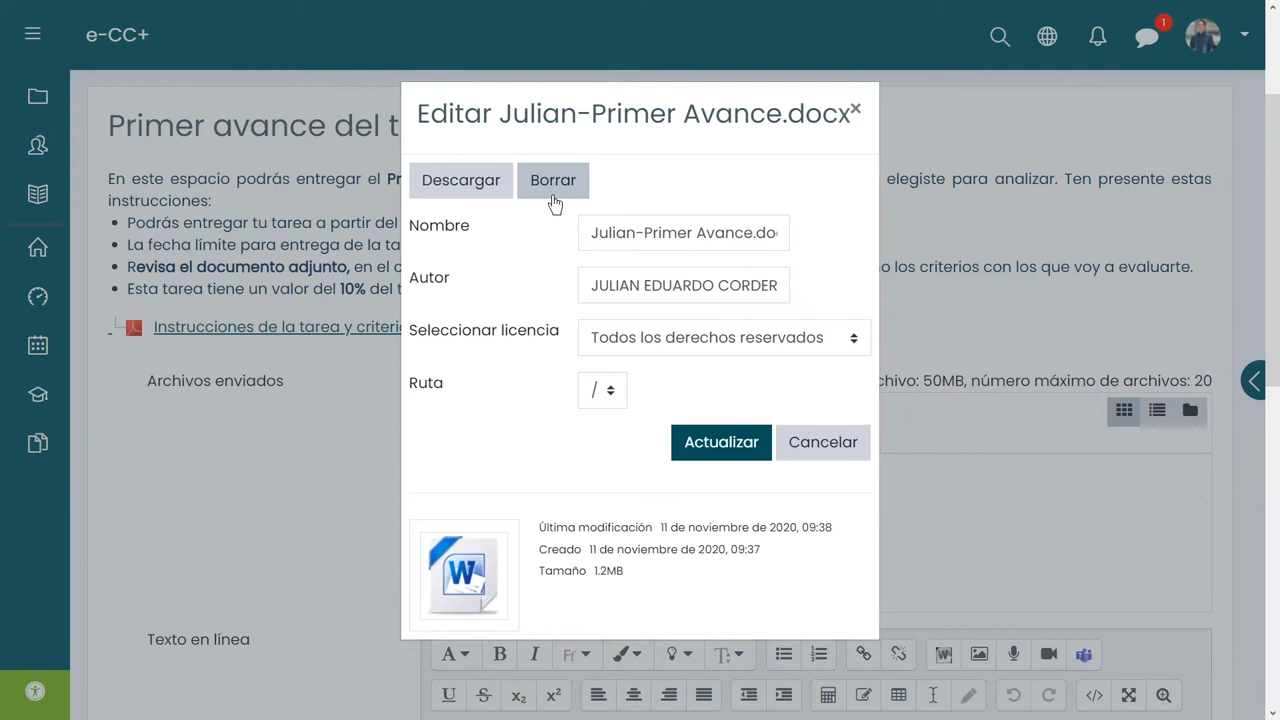 e-CC+
1
Editar Julian-Primer Avance.docx
×
Primer avance del t
Descargar
Borrar
En este espacio podrás entregar el Pr
elegiste para analizar. Ten presente estas
instrucciones:
Podrás entregar tu tarea a partir del
La fecha límite para entrega de la ta
Revisa el documento adjunto, en el c
o los criterios con los que voy a evaluarte.
Esta tarea tiene un valor del 10% del t
Instrucciones de la tarea y criteri
Nombre
Julian-Primer Avance.do
Autor
JULIAN EDUARDO CORDER
Seleccionar licencia
Todos los derechos reservados
Ruta
/
Archivos enviados
chivo: 50MB, número máximo de archivos: 20
Actualizar
Cancelar
Última modificación 11 de noviembre de 2020, 09:38
Creado 11 de noviembre de 2020, 09:37
Tamaño 1.2MB
W
Texto en línea
A B I Ff T:
U S x₂ x²